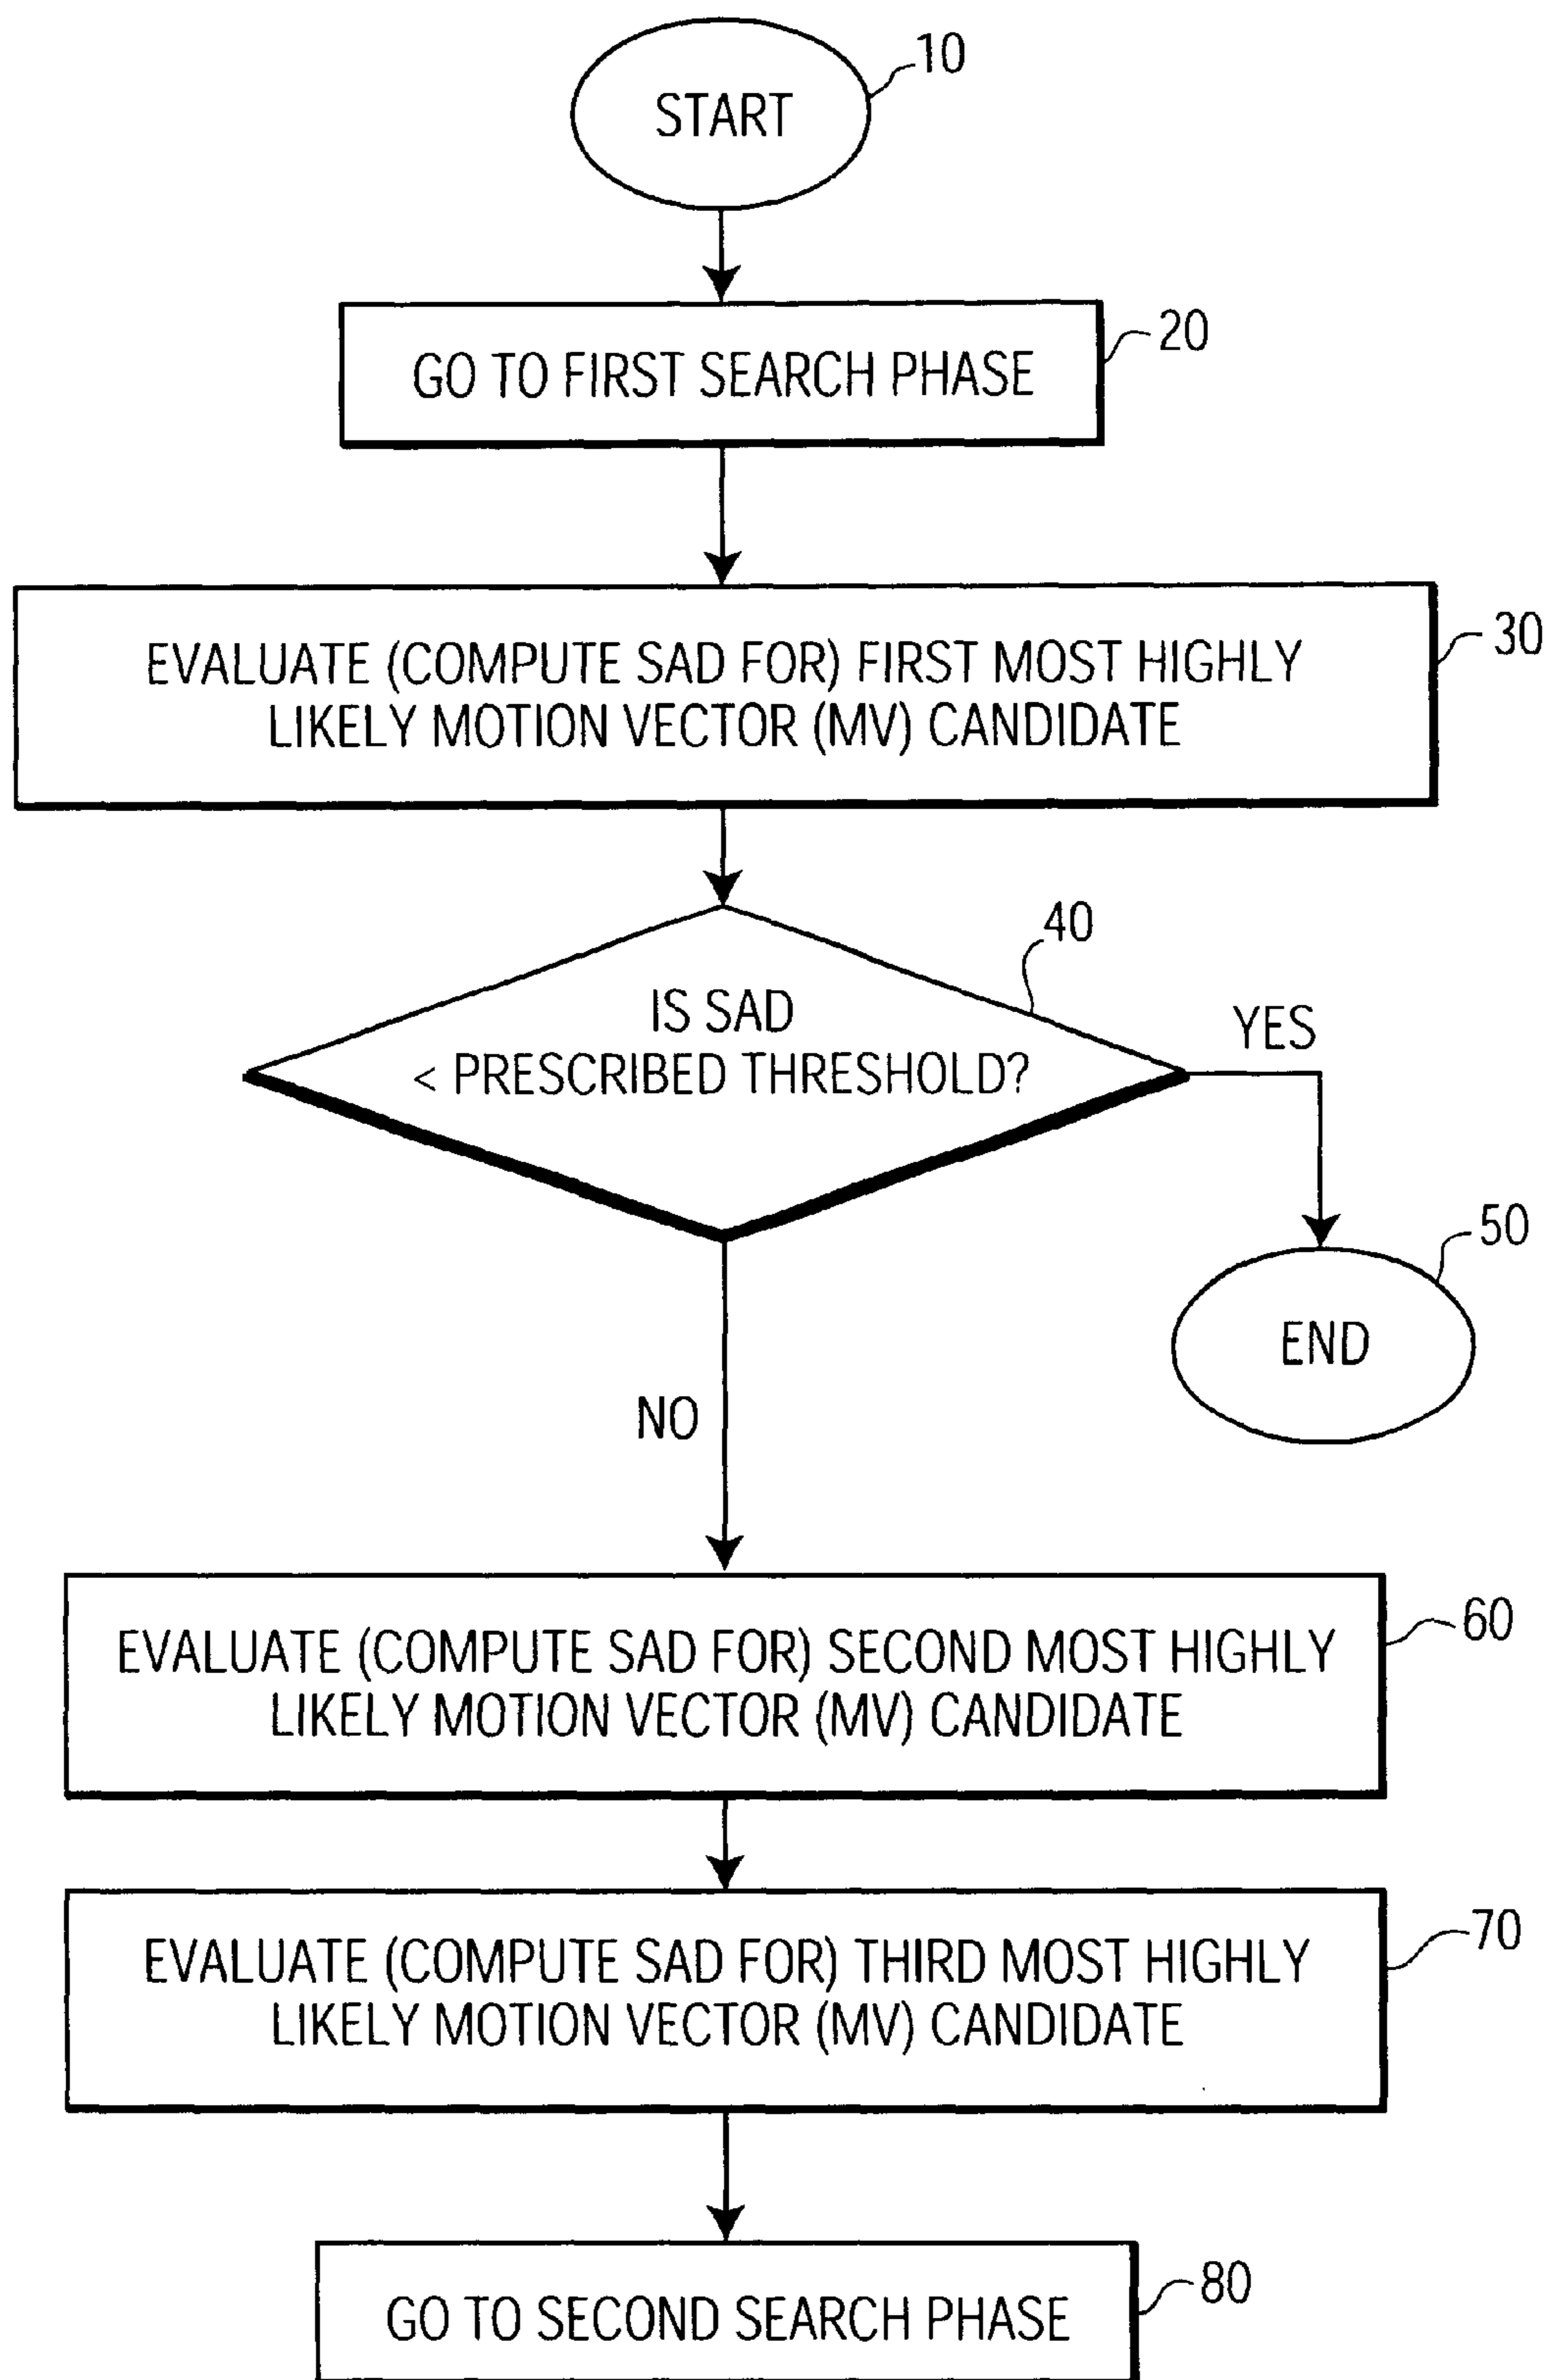 START
10
GO TO FIRST SEARCH PHASE
20
EVALUATE (COMPUTE SAD FOR) FIRST MOST HIGHLY
LIKELY MOTION VECTOR (MV) CANDIDATE
30
IS SAD
< PRESCRIBED THRESHOLD?
40
YES
END
50
NO
EVALUATE (COMPUTE SAD FOR) SECOND MOST HIGHLY
LIKELY MOTION VECTOR (MV) CANDIDATE
60
EVALUATE (COMPUTE SAD FOR) THIRD MOST HIGHLY
LIKELY MOTION VECTOR (MV) CANDIDATE
70
GO TO SECOND SEARCH PHASE
80